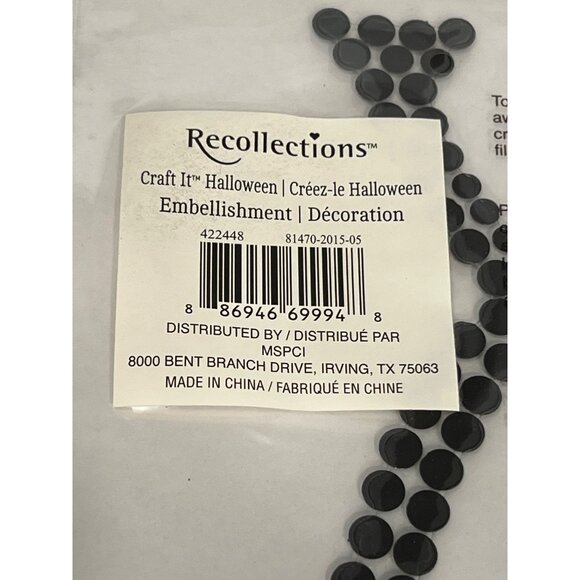 Recollections™
Craft It™ Halloween | Créez-le Halloween
Embellishment | Décoration
422448 81470-2015-05
8 86946 69994 8
DISTRIBUTED BY / DISTRIBUÉ PAR
MSPCI
8000 BENT BRANCH DRIVE, IRVING, TX 75063
MADE IN CHINA / FABRIQUÉ EN CHINE